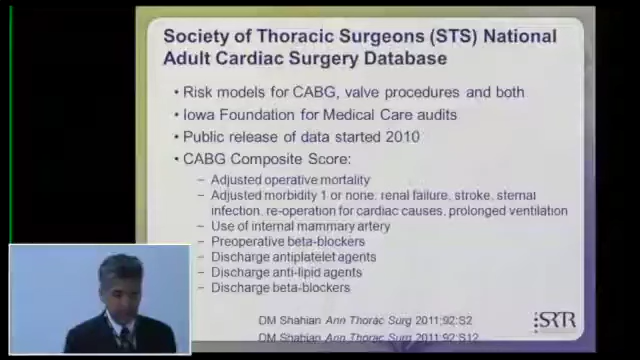 Society of Thoracic Surgeons (STS) National
Adult Cardiac Surgery Database
• Risk models for CABG, valve procedures and both
• Iowa Foundation for Medical Care audits
• Public release of data started 2010
• CABG Composite Score:
– Adjusted operative mortality
– Adjusted morbidity 1 or none: renal failure, stroke, sternal
infection, re-operation for cardiac causes, prolonged ventilation
– Use of internal mammary artery
– Preoperative beta-blockers
– Discharge antiplatelet agents
– Discharge anti-lipid agents
– Discharge beta-blockers
DM Shahian Ann Thorac Surg 2011;92:S2
DM Shahian Ann Thorac Surg 2011;92:S12
SRTR